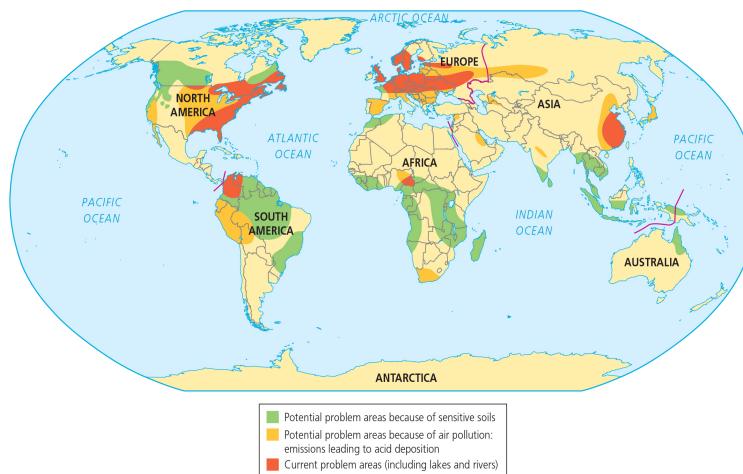 ARCTIC OCEAN
EUROPE
NORTH
AMERICA
ASIA
ATLANTIC
OCEAN
PACIFIC
OCEAN
AFRICA
PACIFIC
OCEAN
SOUTH
AMERICA
INDIAN
OCEAN
AUSTRALIA
ANTARCTICA
Potential problem areas because of sensitive soils
Potential problem areas because of air pollution:
emissions leading to acid deposition
Current problem areas (including lakes and rivers)